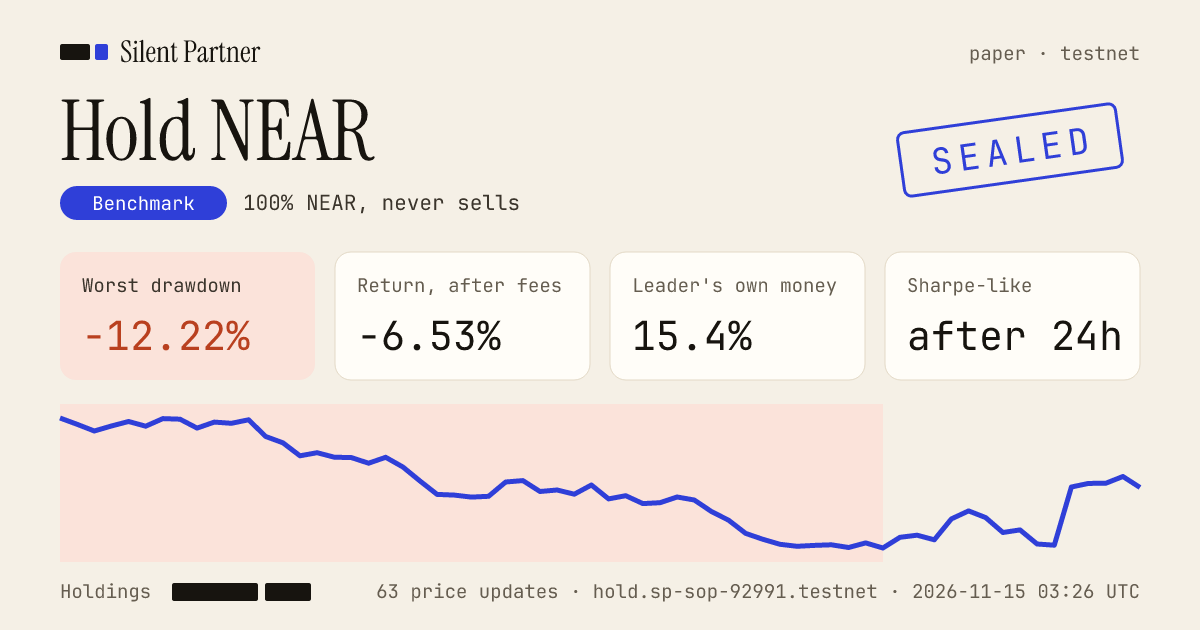 Silent Partner
paper · testnet
Hold NEAR
SEALED
Benchmark
100% NEAR, never sells
Worst drawdown
-12.22%
Return, after fees
-6.53%
Leader's own money
15.4%
Sharpe-like
after 24h
Holdings
63 price updates · hold.sp-sop-92991.testnet · 2026-11-15 03:26 UTC